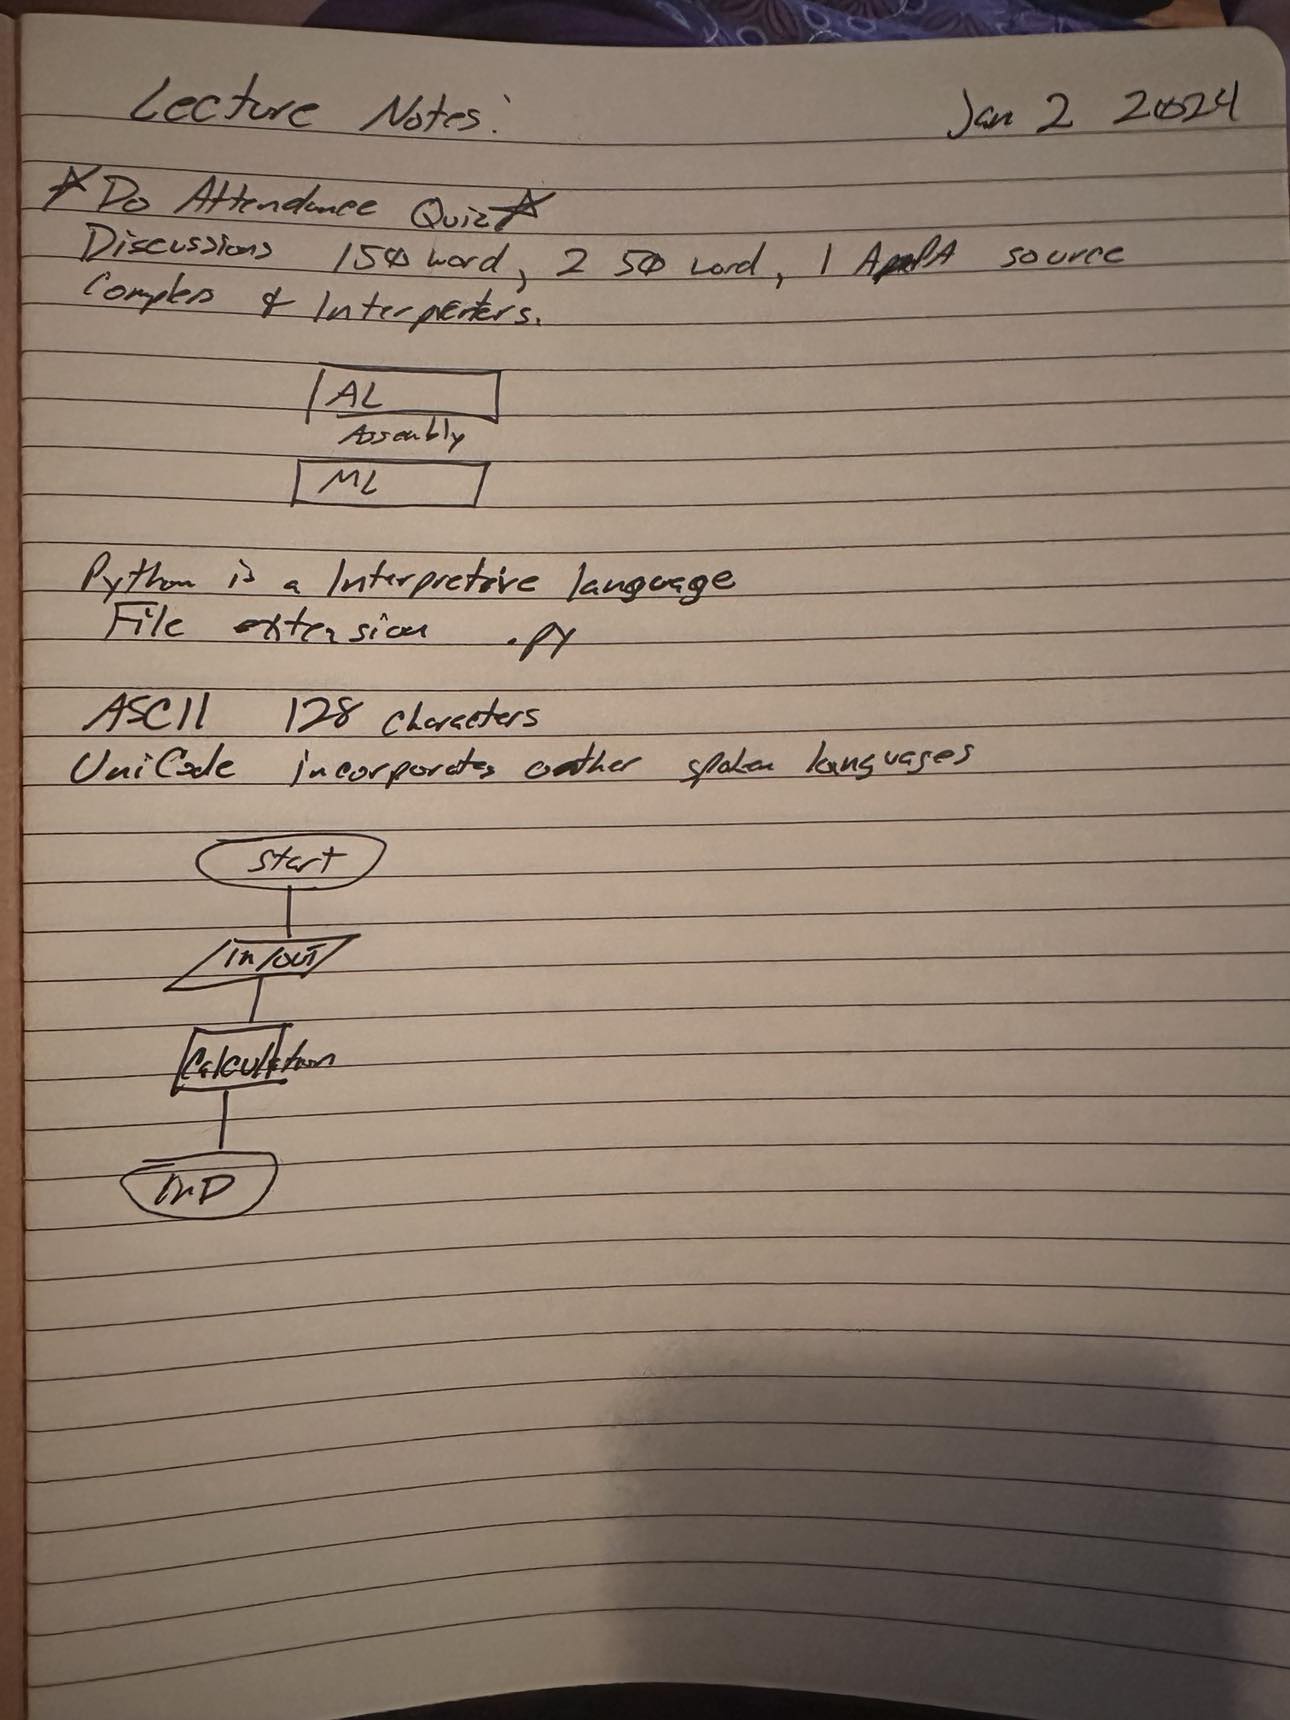 Lecture Notes: Jan 2 2024
☆ Do Attendance Quiz ☆
Discussions 150 word, 2 50 word, 1 APA source
Complers & Interperters.
AL
Assembly
ML
Python is a Interpretive language
File extension .py
ASCII 128 characters
UniCode incorporates other spoken languages
Start
in/out
Calculation
EnD